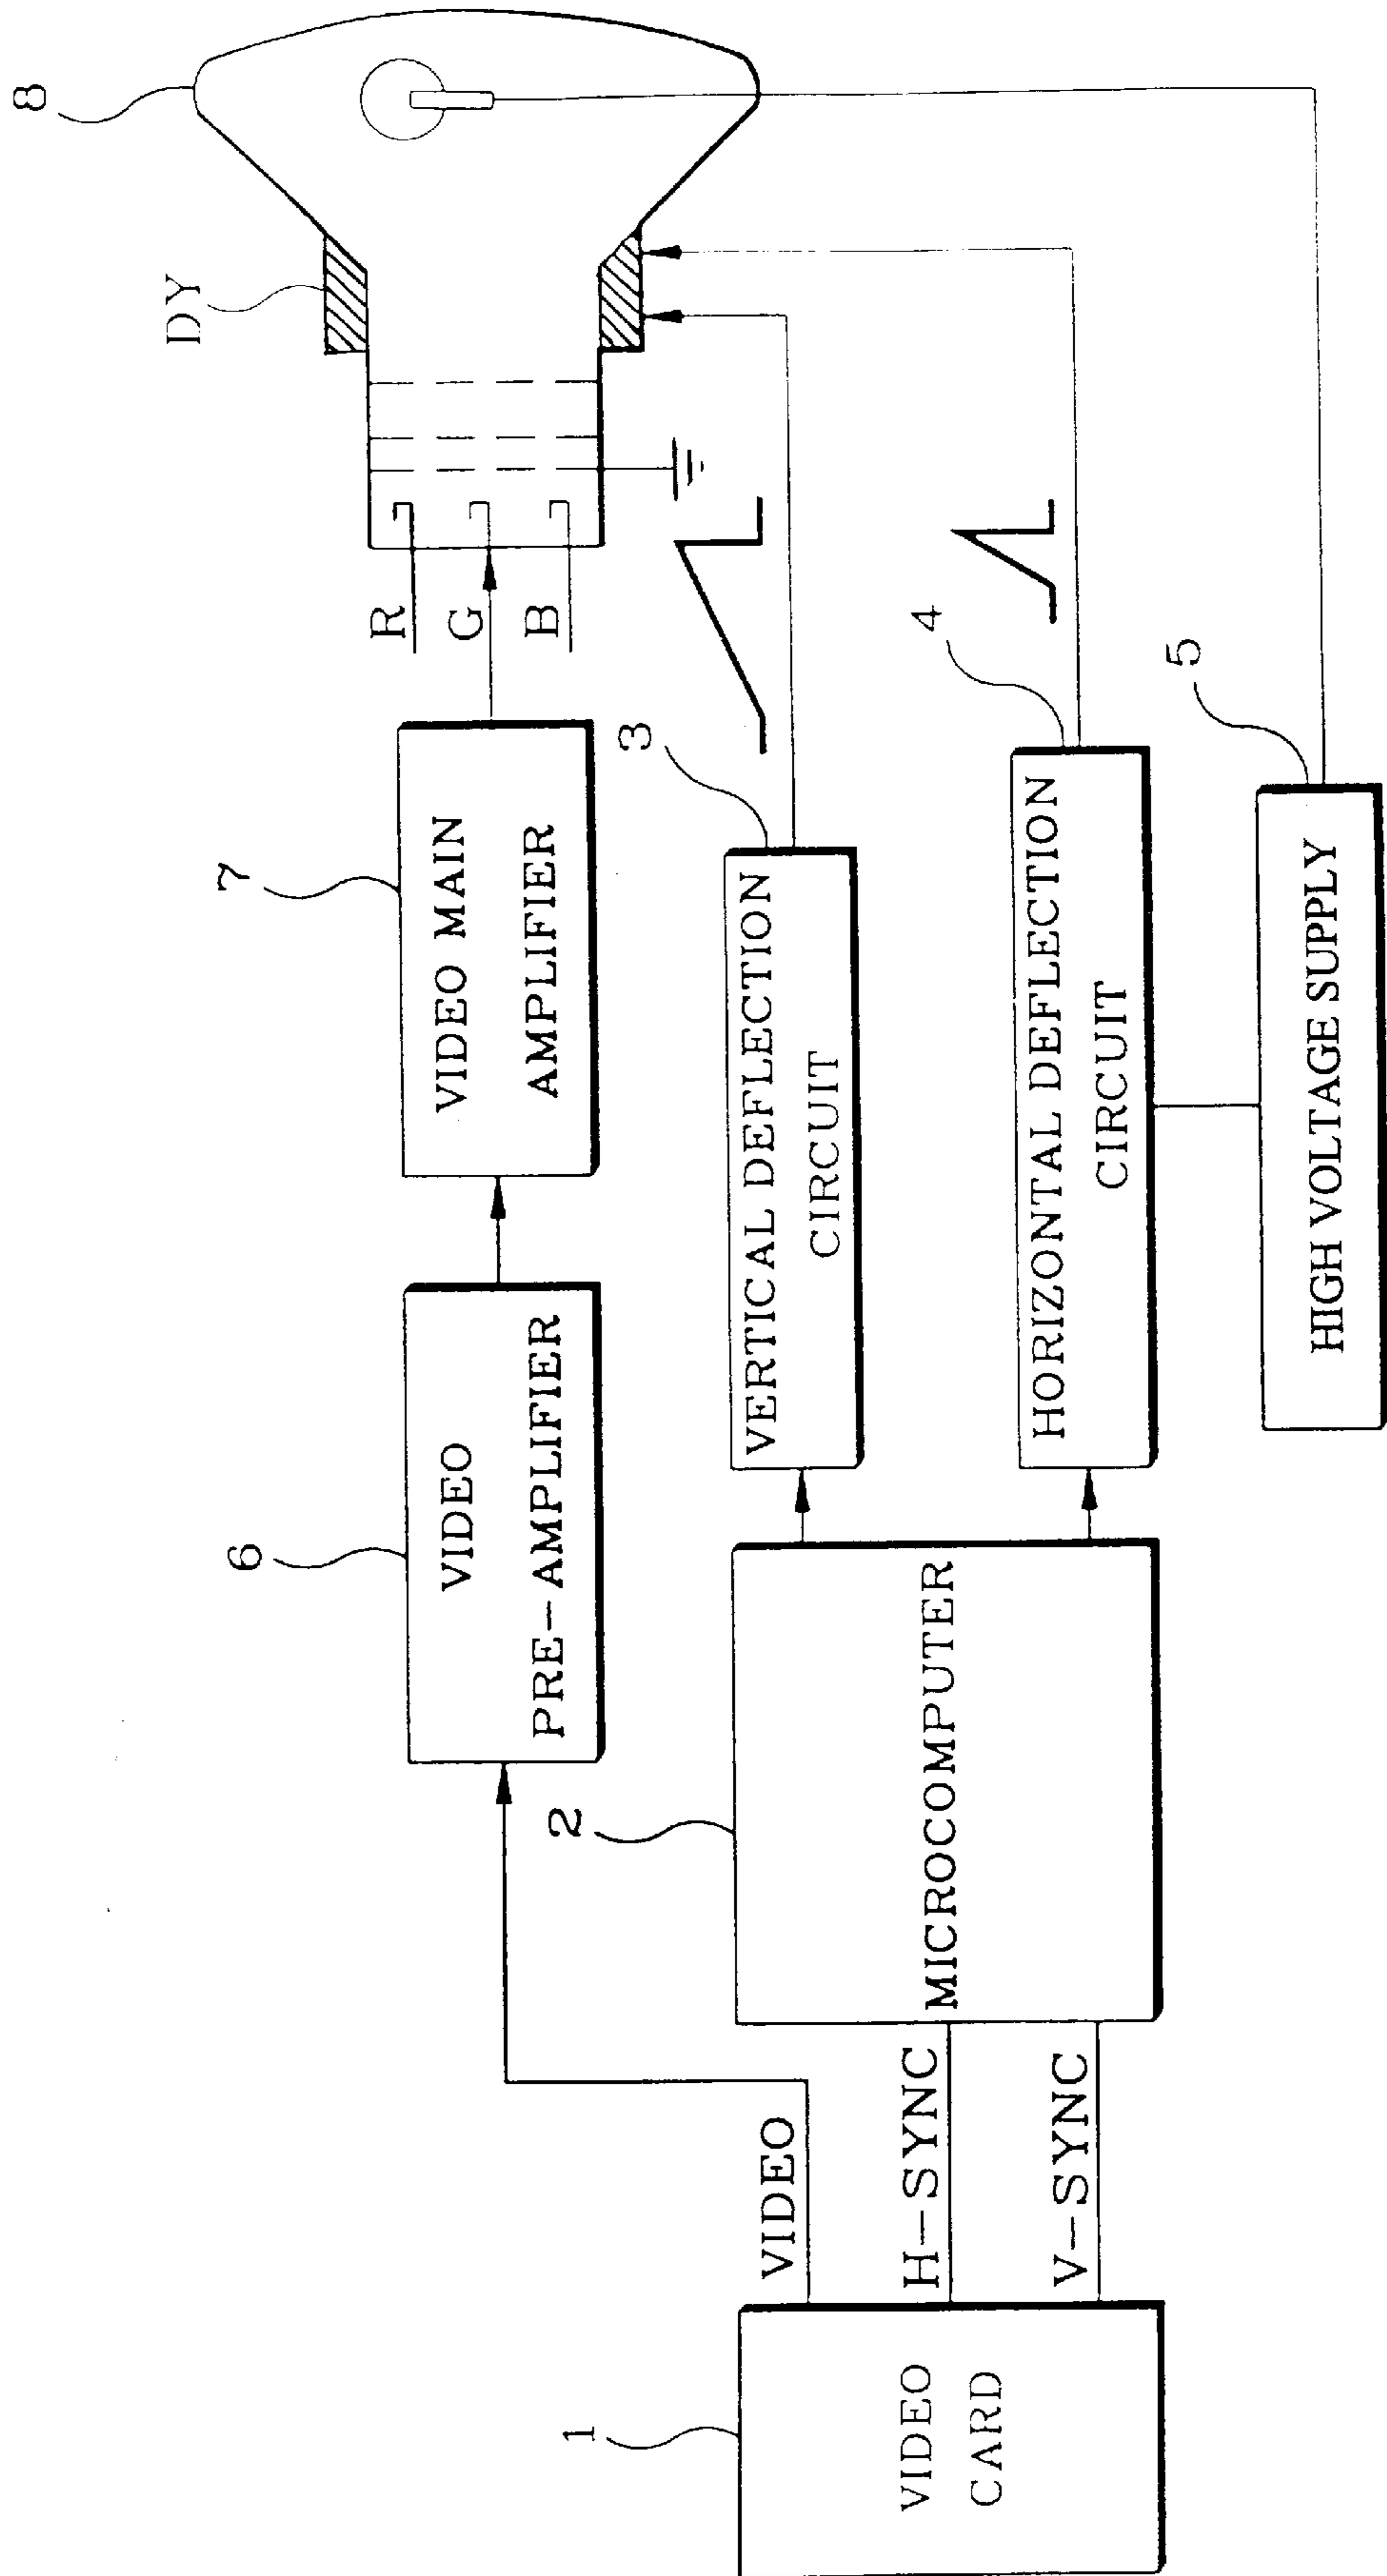 8
DY
R
G
B
7
VIDEO MAIN
AMPLIFIER
6
VIDEO
PRE-AMPLIFIER
3
VERTICAL DEFLECTION
CIRCUIT
4
HORIZONTAL DEFLECTION
CIRCUIT
5
HIGH VOLTAGE SUPPLY
2
MICROCOMPUTER
VIDEO
H-SYNC
V-SYNC
1
VIDEO
CARD